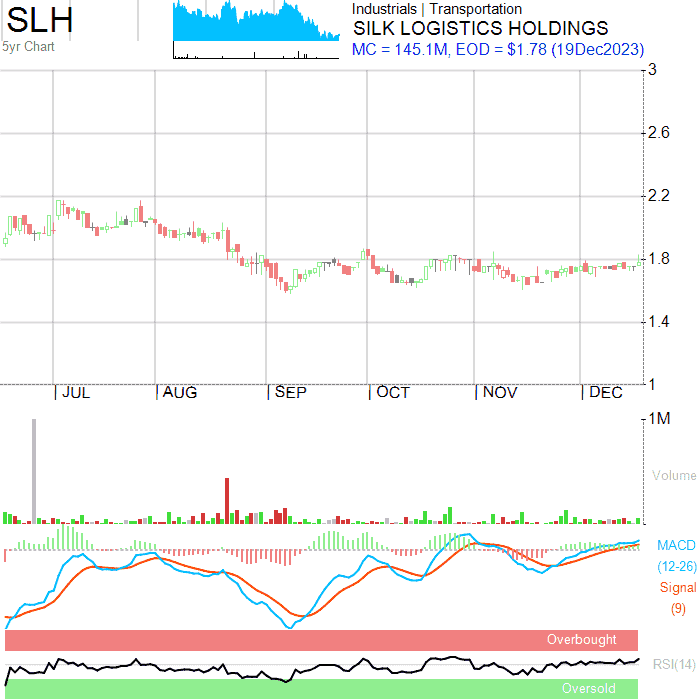 SLH
5yr Chart
Industrials | Transportation
SILK LOGISTICS HOLDINGS
MC = 145.1M, EOD = $1.78 (19Dec2023)
3
2.6
2.2
1.8
1.4
1
JUL AUG SEP OCT NOV DEC
1M
Volume
MACD
(12-26)
Signal
(9)
Overbought
RSI(14)
Oversold